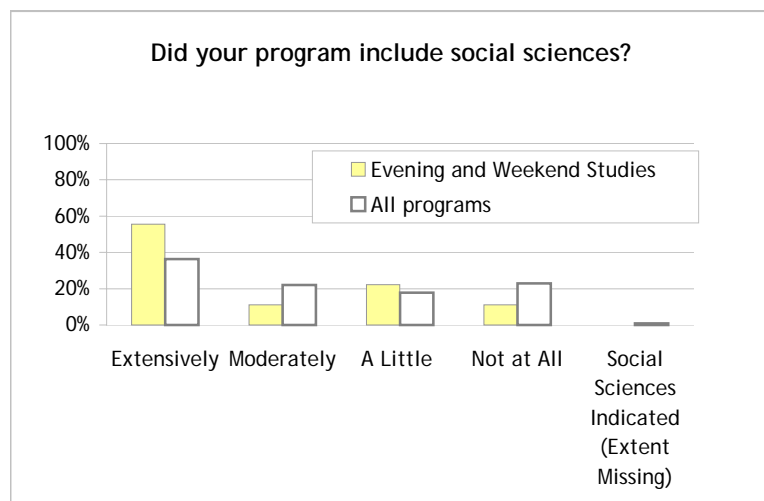 Did your program include social sciences?
100%
80%
60%
40%
20%
0%
Evening and Weekend Studies
All programs
Extensively
Moderately
A Little
Not at All
Social
Sciences
Indicated
(Extent
Missing)